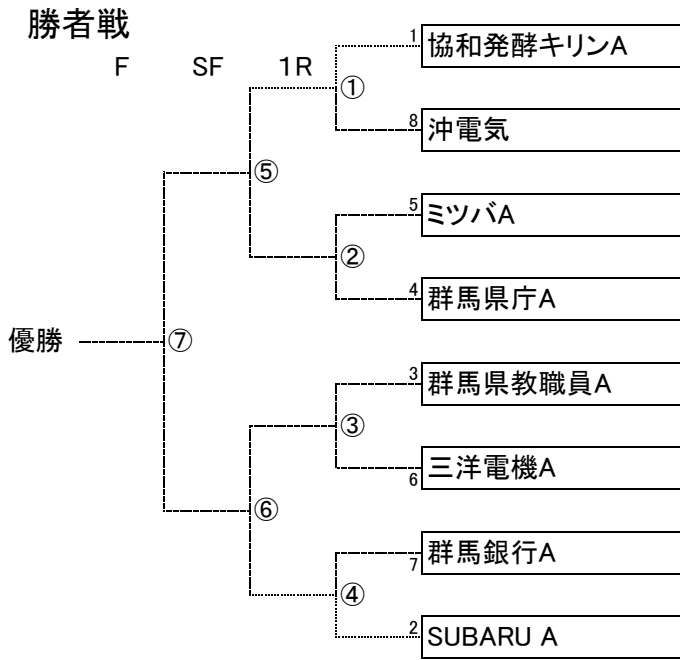 勝者戦
F SF 1R
1 協和発酵キリンA
①
8 沖電気
⑤
5 ミツバA
②
4 群馬県庁A
優勝 ⑦
3 群馬県教職員A
③
6 三洋電機A
⑥
7 群馬銀行A
④
2 SUBARU A